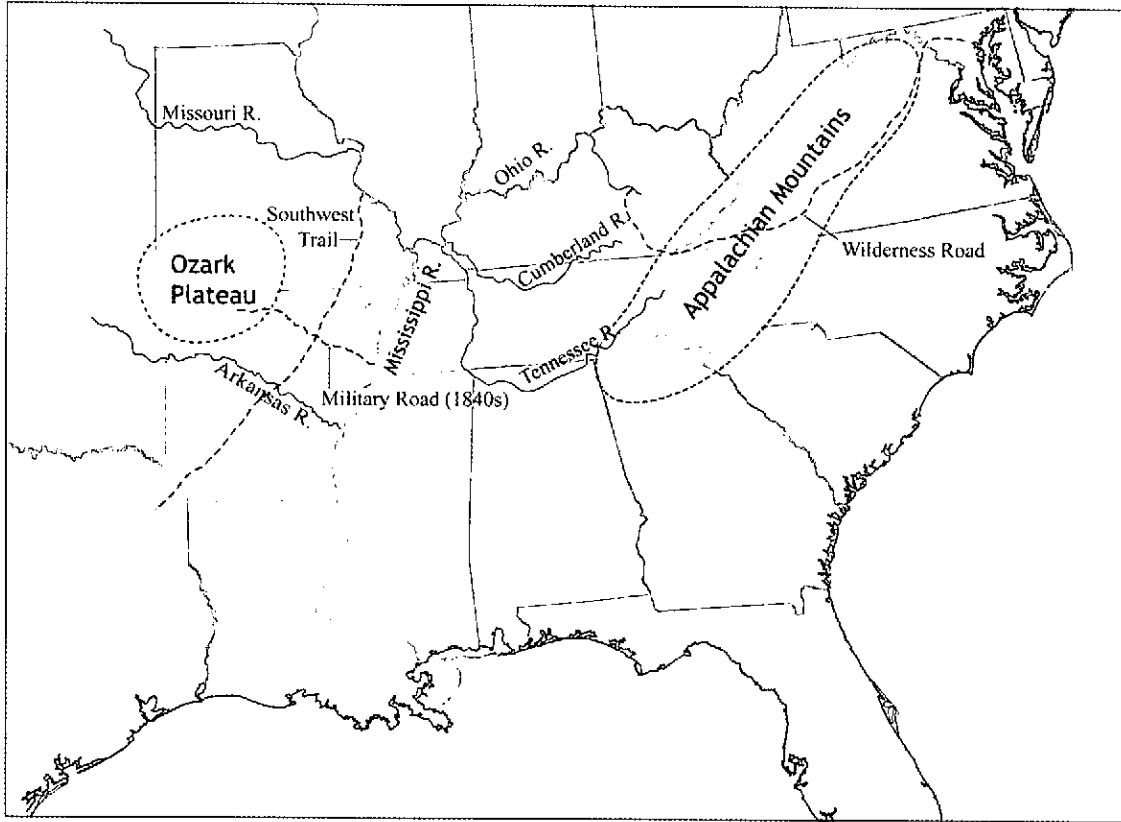 Missouri R.
Ohio R.
Appalachian Mountains
Southwest
Trail
Cumberland R.
Wilderness Road
Ozark
Plateau
Mississippi R.
Tennessee R.
Arkansas R.
Military Road (1840s)